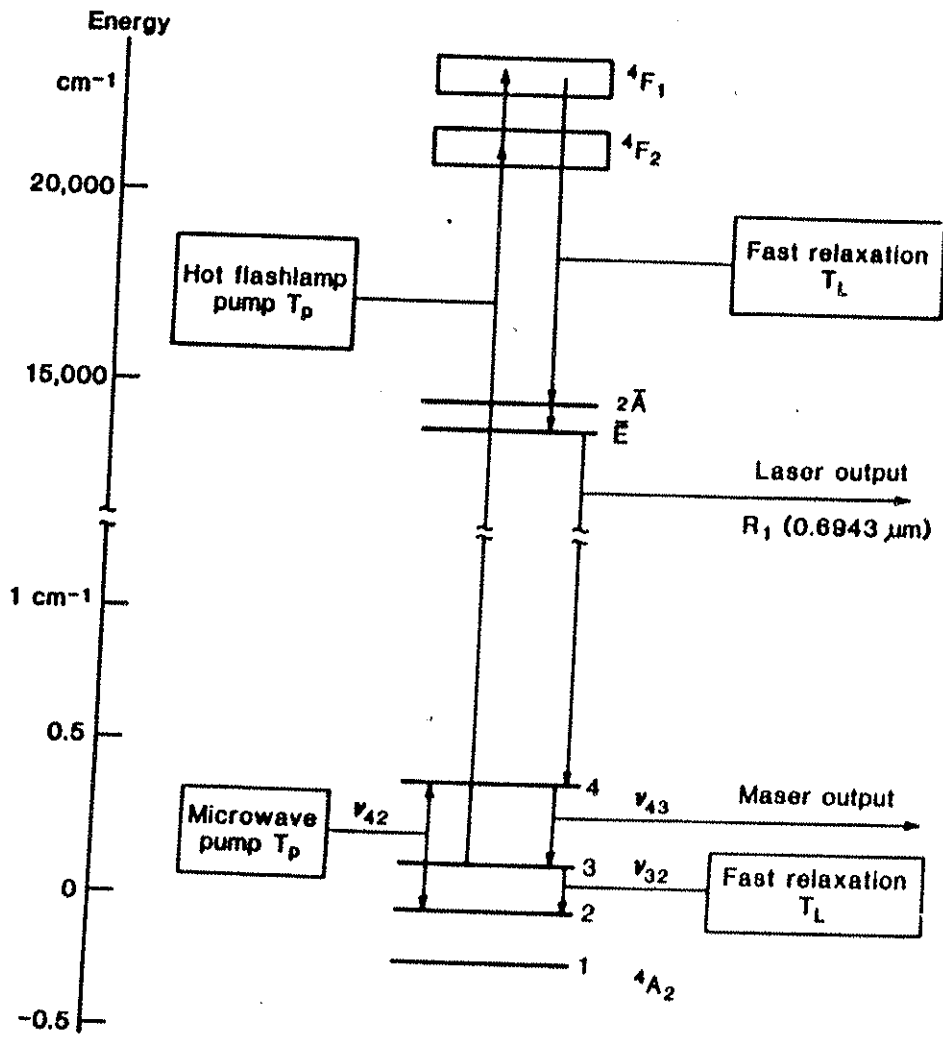 Energy
cm⁻¹
⁴F₁
⁴F₂
20,000
Hot flashlamp
pump Tₚ
Fast relaxation
T_L
15,000
2Ā
Ē
Laser output
R₁ (0.6943 μm)
1 cm⁻¹
0.5
Microwave
pump Tₚ
ν₄₂
4
ν₄₃
Maser output
0
3
ν₃₂
Fast relaxation
T_L
2
1
⁴A₂
-0.5